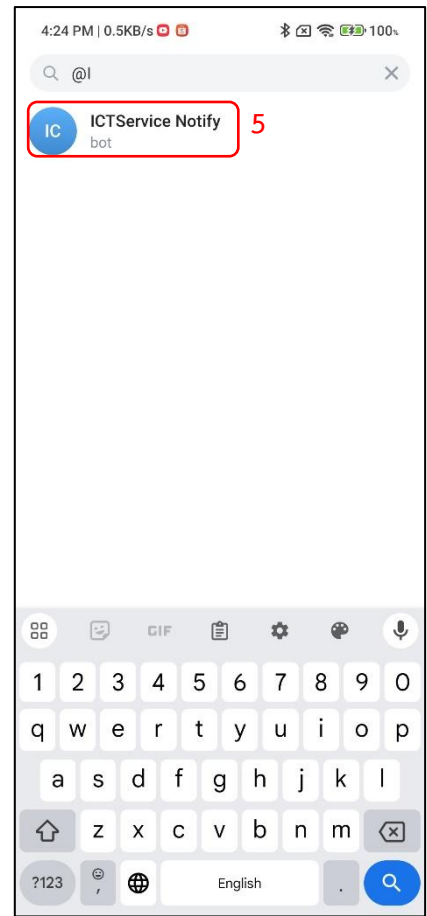 4:24 PM | 0.5KB/s 100%
@I
IC ICTService Notify 5
bot
GIF
1 2 3 4 5 6 7 8 9 0
q w e r t y u i o p
a s d f g h j k l
z x c v b n m
?123 , English .